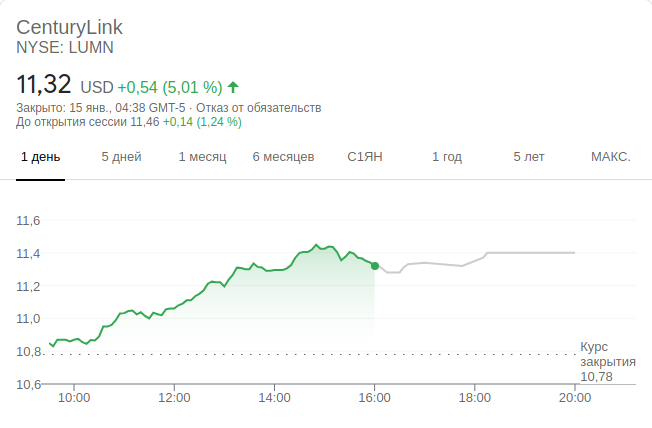 CenturyLink
NYSE: LUMN
11,32 USD +0,54 (5,01 %)
Закрыто: 15 янв., 04:38 GMT-5 · Отказ от обязательств
До открытия сессии 11,46 +0,14 (1,24 %)
1 день 5 дней 1 месяц 6 месяцев С1ЯН 1 год 5 лет МАКС.
11,6
11,4
11,2
11,0
10,8
10,6
Курс
закрытия
10,78
10:00 12:00 14:00 16:00 18:00 20:00